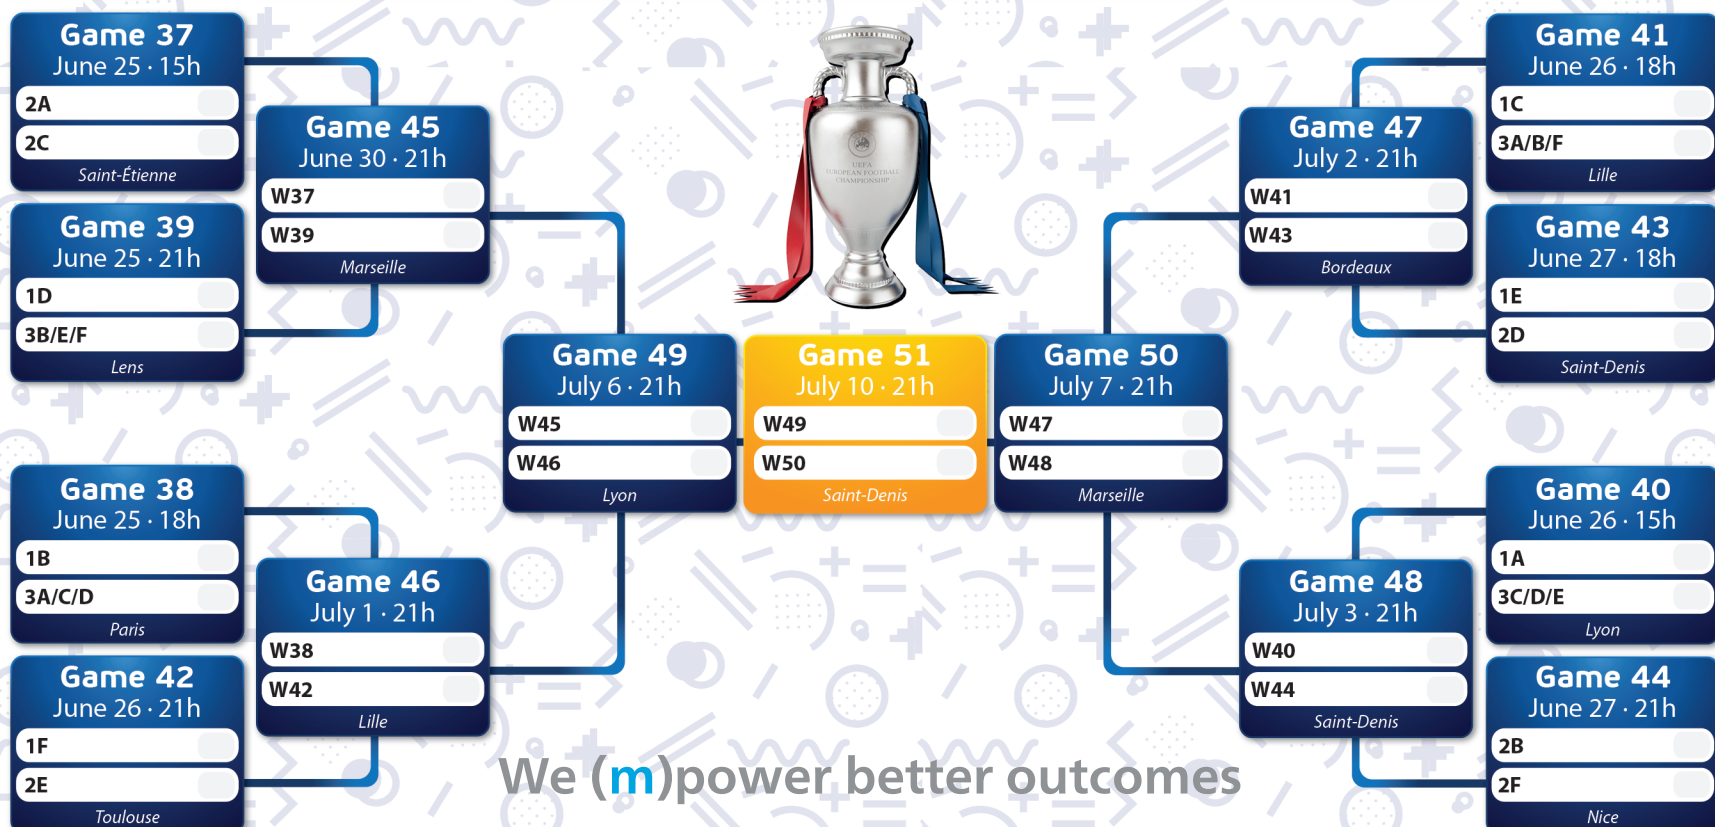 Game 37
June 25 · 15h
2A
2C
Saint-Étienne
Game 39
June 25 · 21h
1D
3B/E/F
Lens
Game 38
June 25 · 18h
1B
3A/C/D
Paris
Game 42
June 26 · 21h
1F
2E
Toulouse
Game 45
June 30 · 21h
W37
W39
Marseille
Game 46
July 1 · 21h
W38
W42
Lille
Game 49
July 6 · 21h
W45
W46
Lyon
UEFA
EUROPEAN FOOTBALL
CHAMPIONSHIP
Game 51
July 10 · 21h
W49
W50
Saint-Denis
Game 50
July 7 · 21h
W47
W48
Marseille
Game 47
July 2 · 21h
W41
W43
Bordeaux
Game 48
July 3 · 21h
W40
W44
Saint-Denis
Game 41
June 26 · 18h
1C
3A/B/F
Lille
Game 43
June 27 · 18h
1E
2D
Saint-Denis
Game 40
June 26 · 15h
1A
3C/D/E
Lyon
Game 44
June 27 · 21h
2B
2F
Nice
We (m)power better outcomes